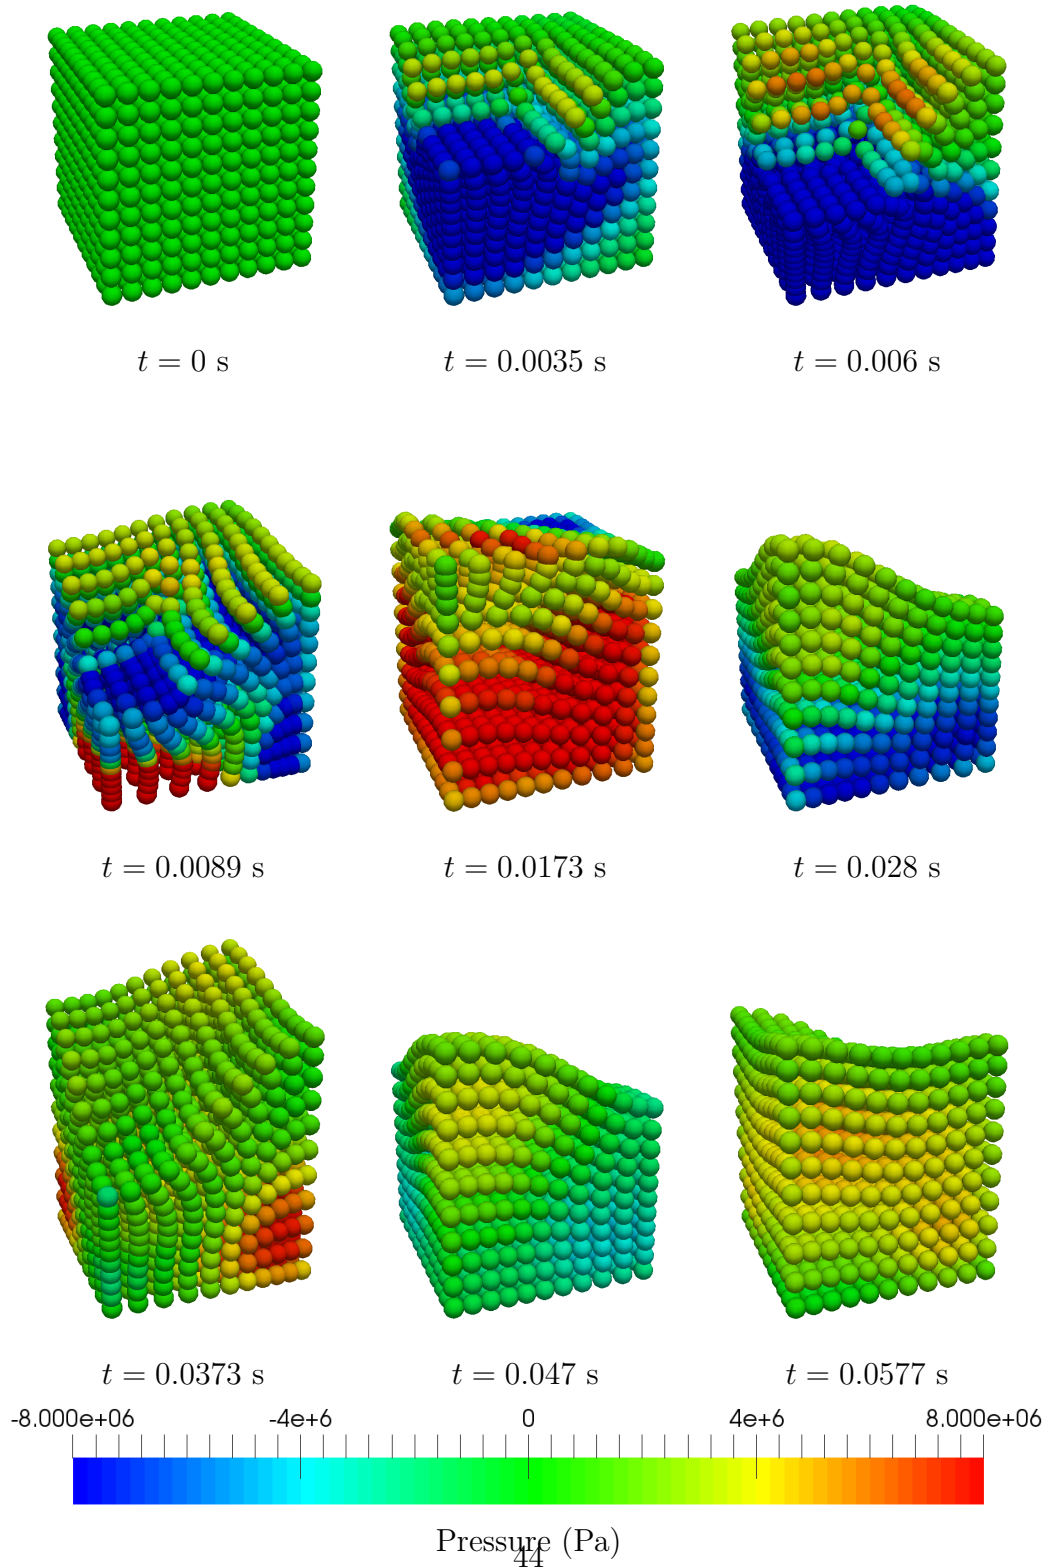 t = 0 s
t = 0.0035 s
t = 0.006 s
t = 0.0089 s
t = 0.0173 s
t = 0.028 s
t = 0.0373 s
t = 0.047 s
t = 0.0577 s
-8.000e+06 -4e+6 0 4e+6 8.000e+06
Pressure (Pa)
44